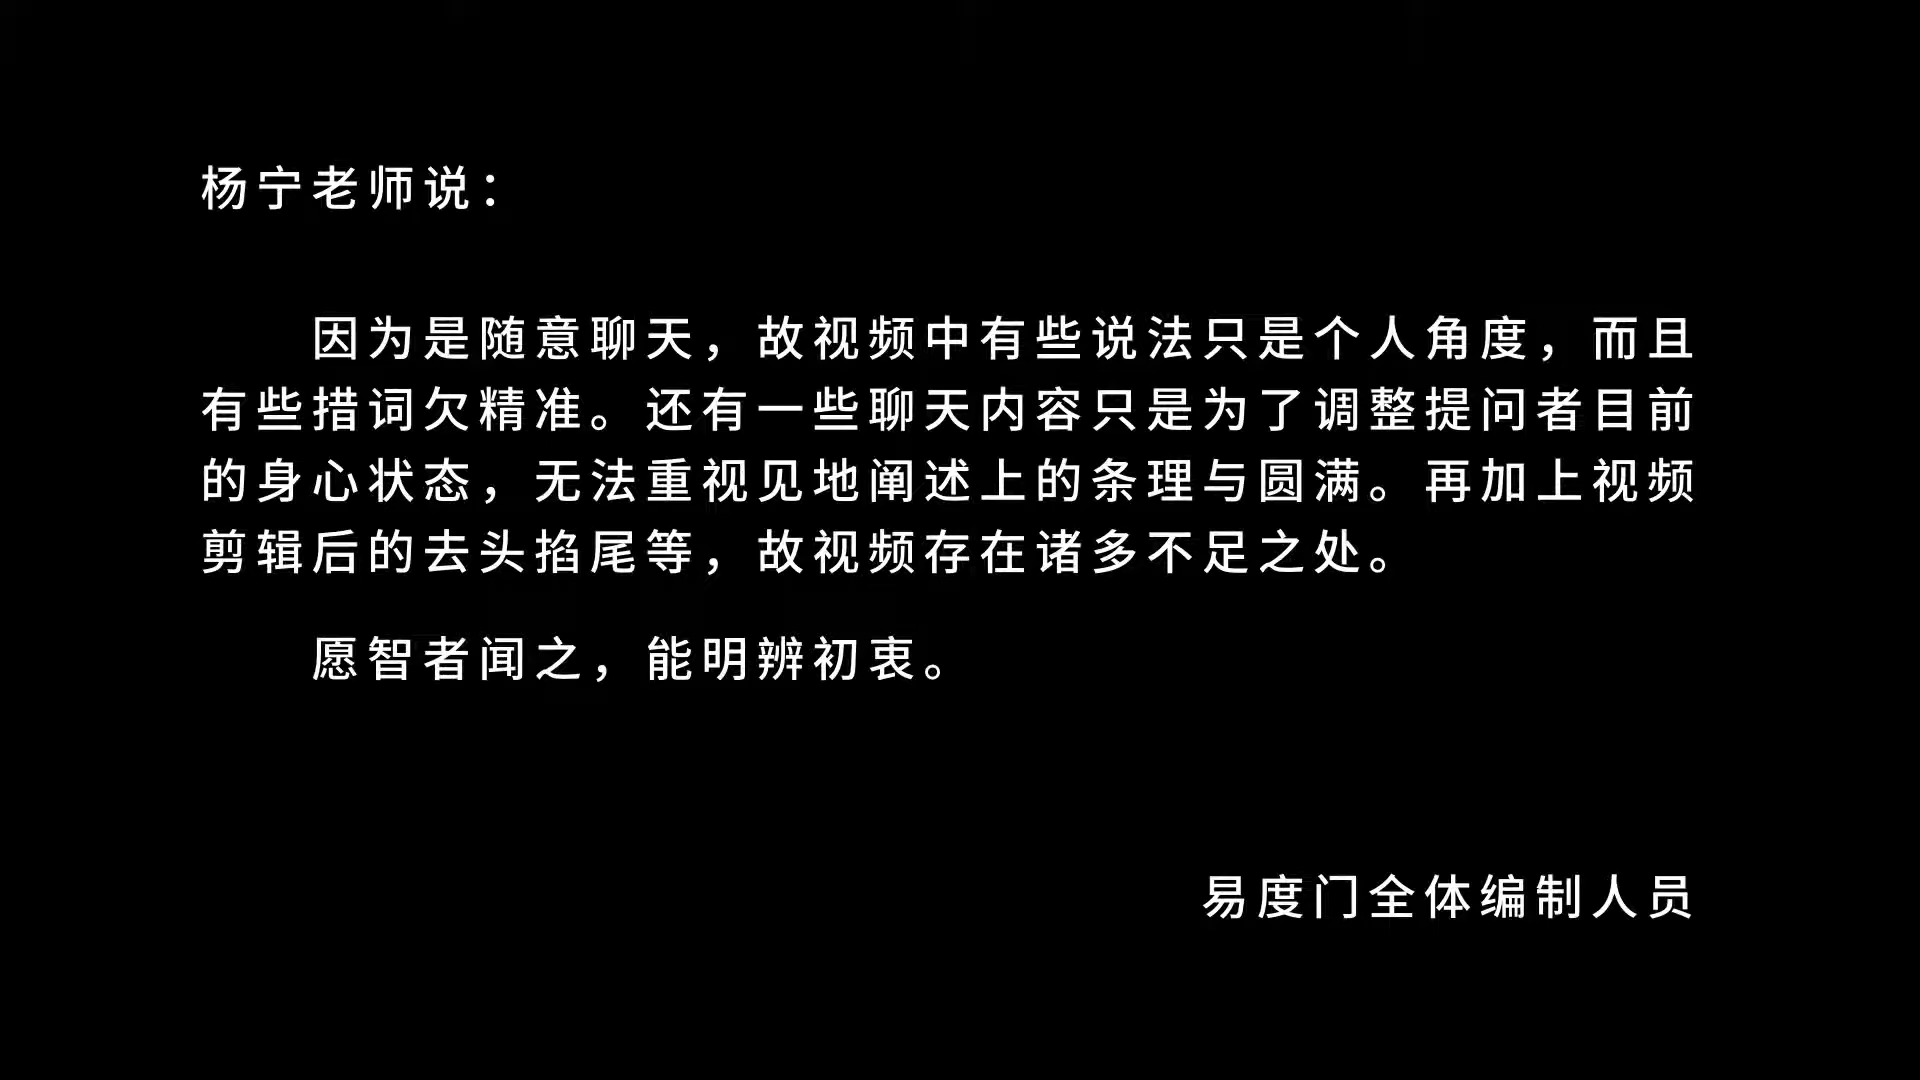 杨宁老师说：
因为是随意聊天，故视频中有些说法只是个人角度，而且
有些措词欠精准。还有一些聊天内容只是为了调整提问者目前
的身心状态，无法重视见地阐述上的条理与圆满。再加上视频
剪辑后的去头掐尾等，故视频存在诸多不足之处。
愿智者闻之，能明辨初衷。
易度门全体编制人员